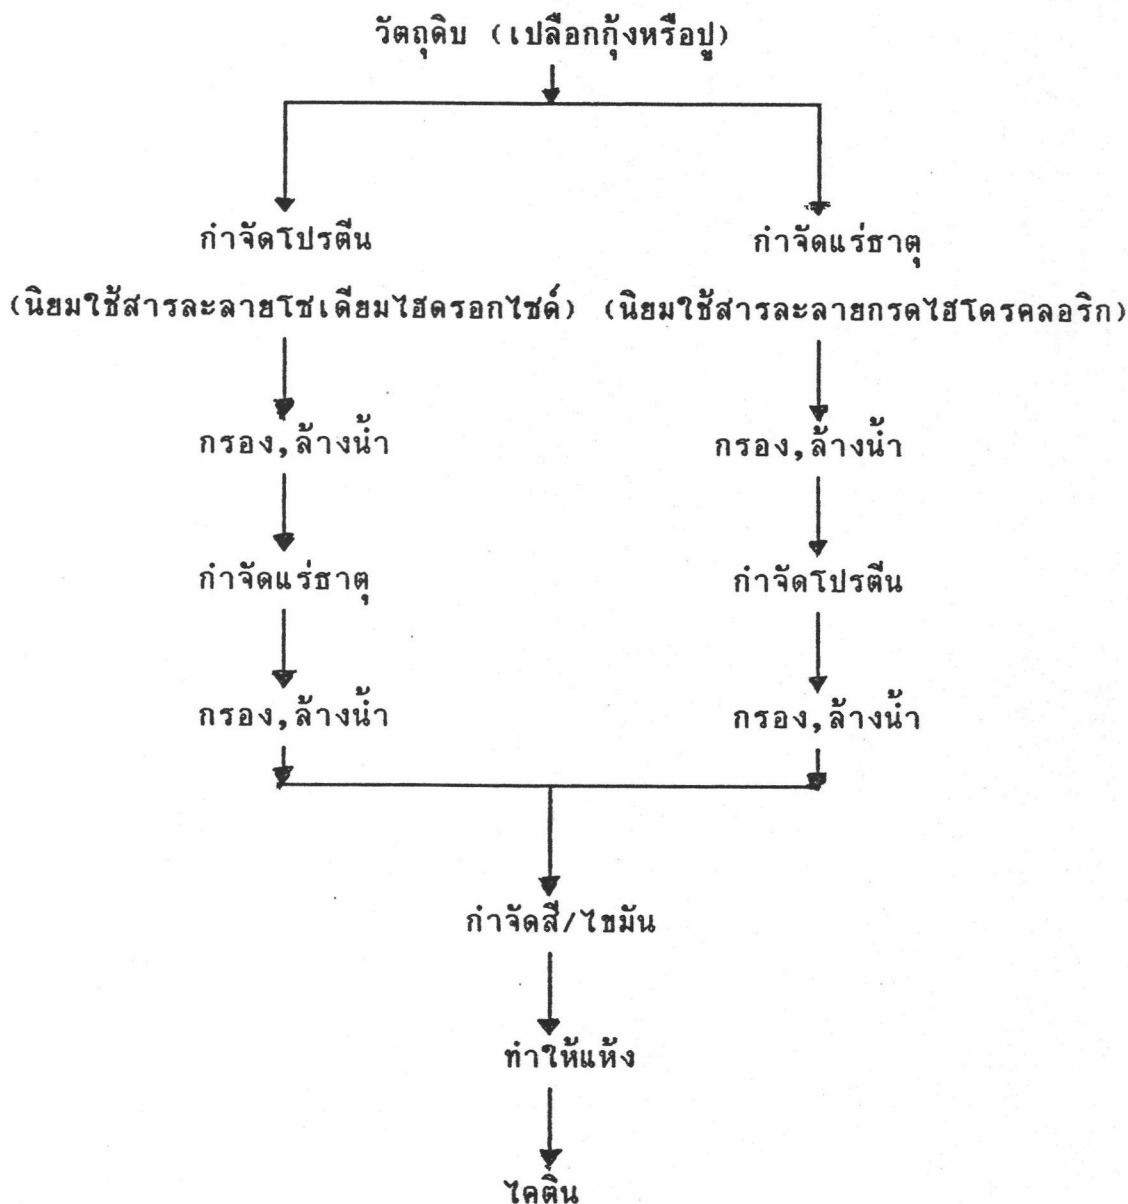 วัตถุดิบ (เปลือกกุ้งหรือปู)
กำจัดโปรตีน
กำจัดแร่ธาตุ
(นิยมใช้สารละลายโซเดียมไฮดรอกไซด์) (นิยมใช้สารละลายกรดไฮโดรคลอริก)
กรอง,ล้างน้ำ
กรอง,ล้างน้ำ
กำจัดแร่ธาตุ
กำจัดโปรตีน
กรอง,ล้างน้ำ
กรอง,ล้างน้ำ
กำจัดสี/ไขมัน
ทำให้แห้ง
ไคติน